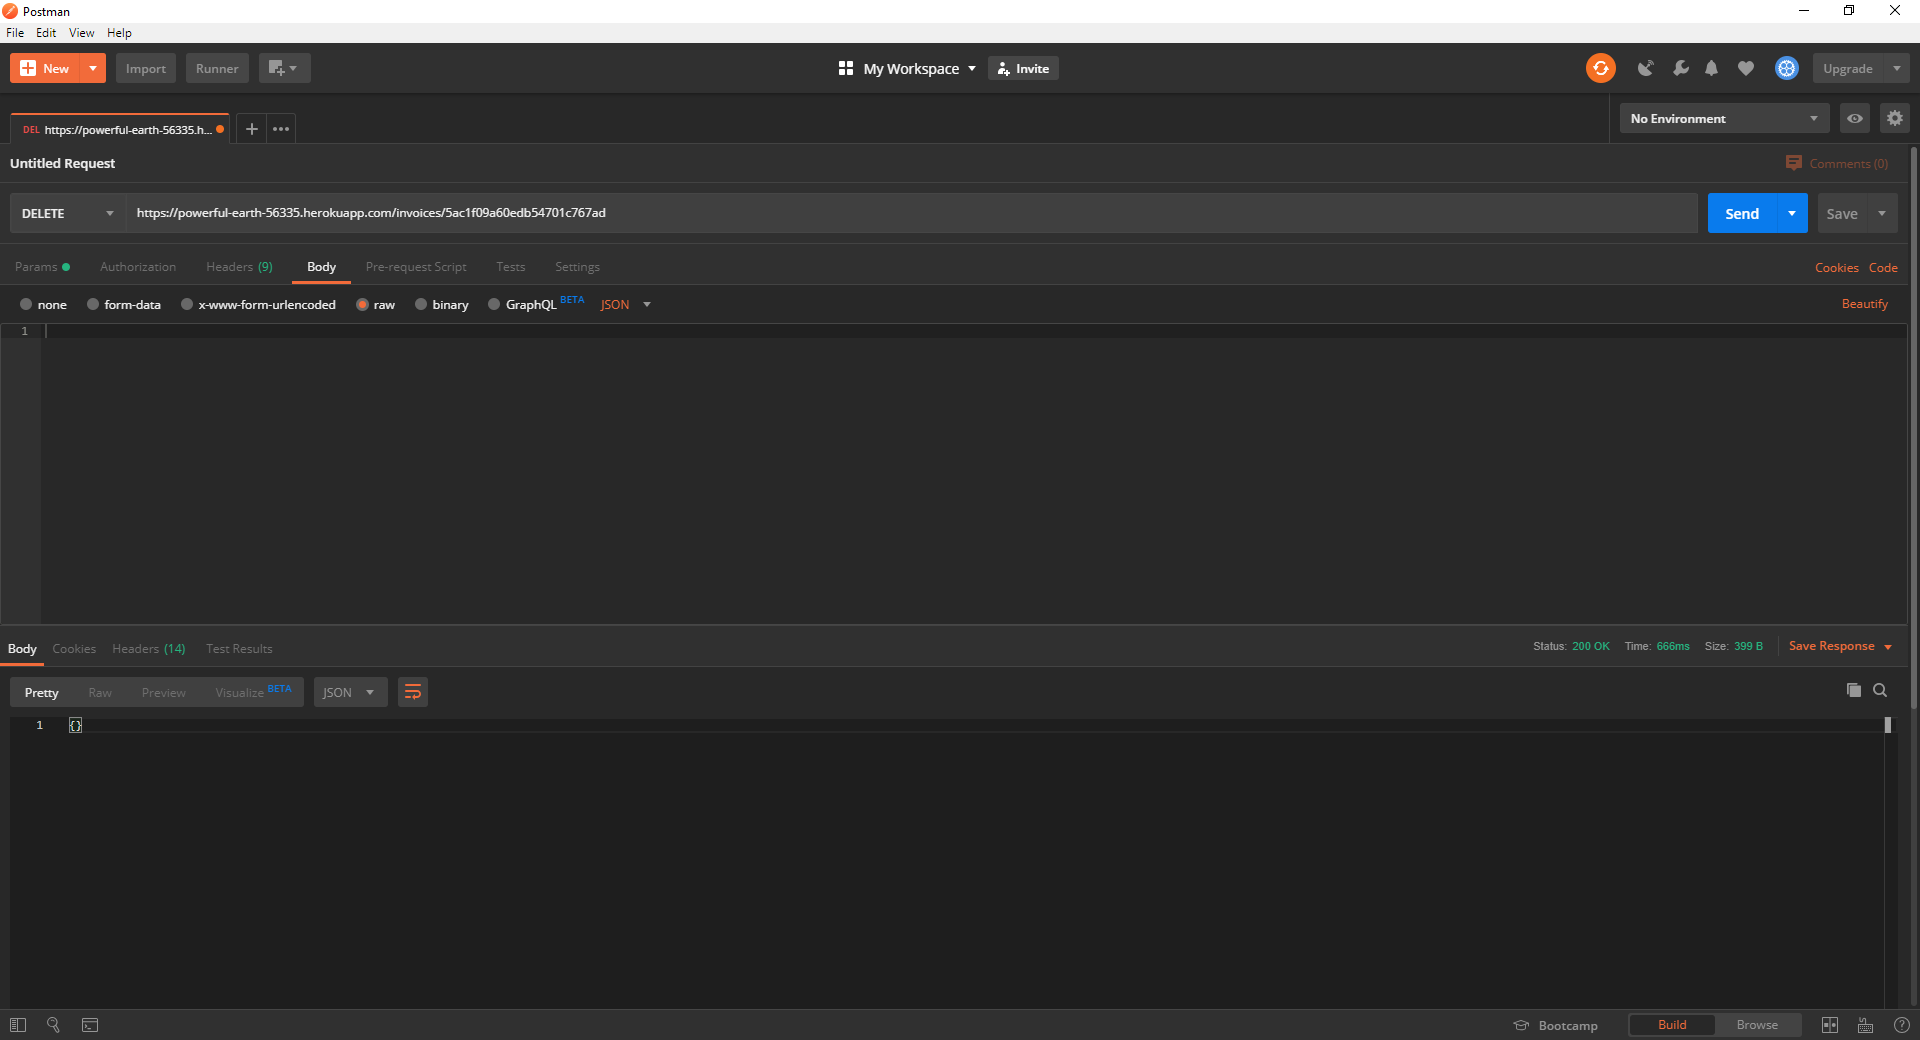 Postman
File Edit View Help
New Import Runner My Workspace Invite Upgrade
DEL https://powerful-earth-56335.h... No Environment
Untitled Request Comments (0)
DELETE https://powerful-earth-56335.herokuapp.com/invoices/5ac1f09a60edb54701c767ad Send Save
Params Authorization Headers (9) Body Pre-request Script Tests Settings Cookies Code
none form-data x-www-form-urlencoded raw binary GraphQL BETA JSON Beautify
1
Body Cookies Headers (14) Test Results Status: 200 OK Time: 666ms Size: 399 B Save Response
Pretty Raw Preview Visualize BETA JSON
1 {}
Bootcamp Build Browse